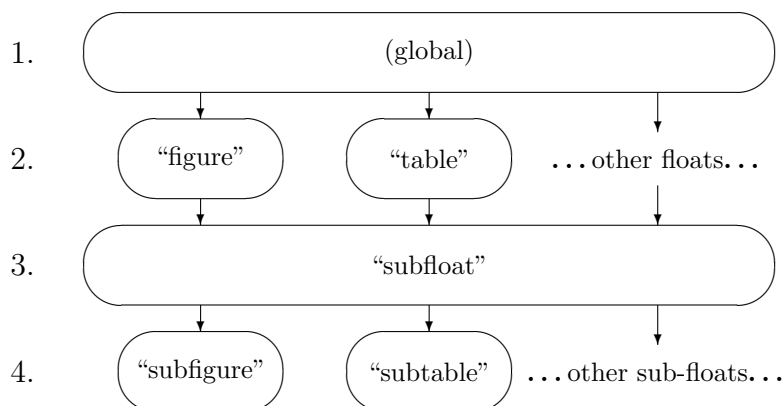 1. (global)
2. “figure” “table” ...other floats...
3. “subfloat”
4. “subfigure” “subtable” ...other sub-floats...